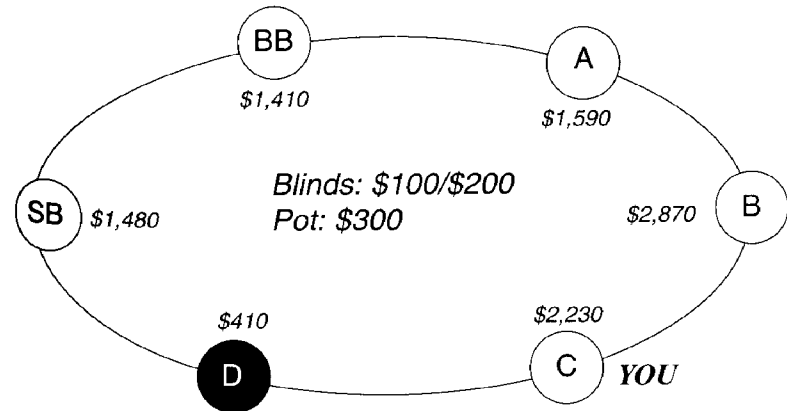 BB
A
$1,410
$1,590
Blinds: $100/$200
SB
$1,480
Pot: $300
$2,870
B
$410
$2,230
D
C
YOU